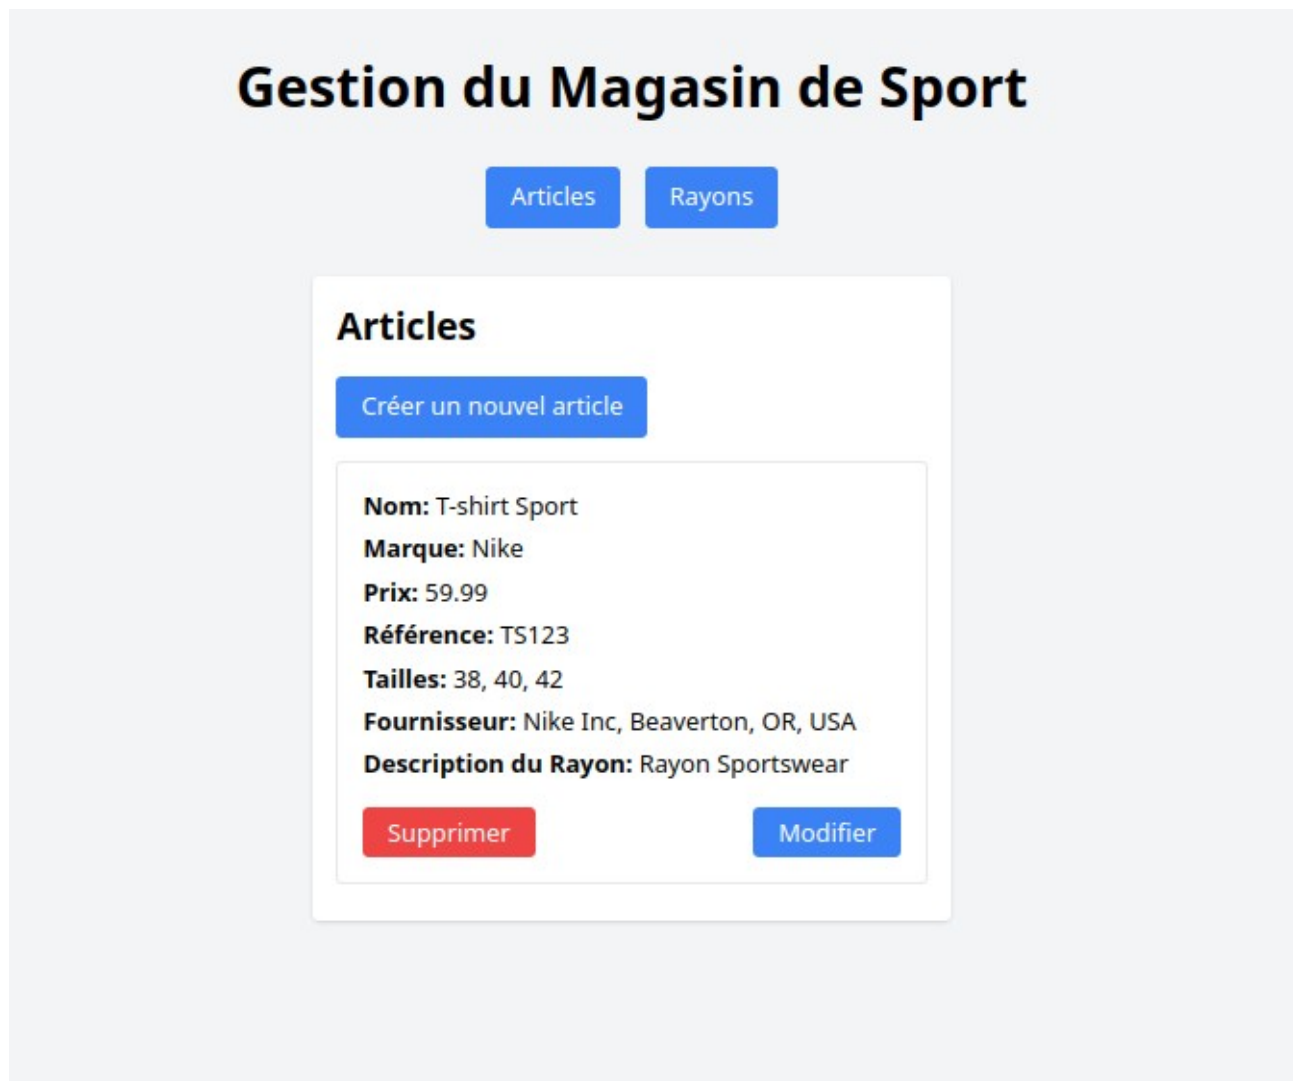 Gestion du Magasin de Sport
Articles
Rayons
Articles
Créer un nouvel article
Nom: T-shirt Sport
Marque: Nike
Prix: 59.99
Référence: TS123
Tailles: 38, 40, 42
Fournisseur: Nike Inc, Beaverton, OR, USA
Description du Rayon: Rayon Sportswear
Supprimer
Modifier